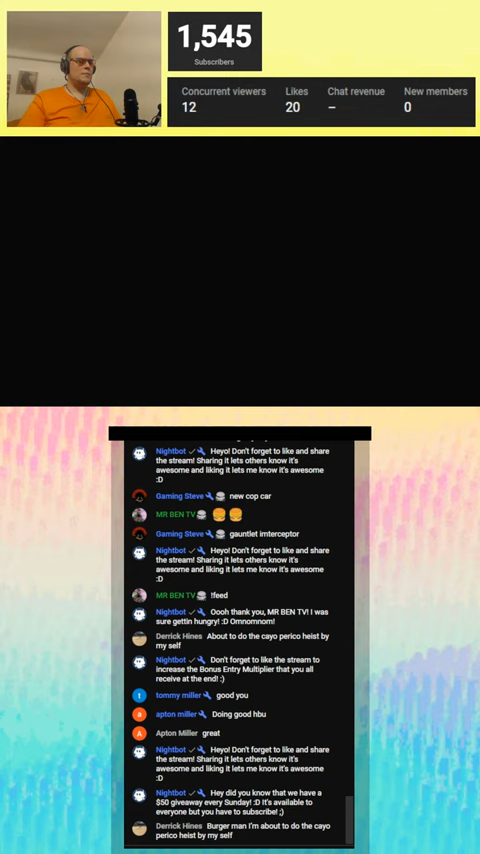 1,545
Subscribers
Concurrent viewers
12
Likes
20
Chat revenue
–
New members
0
Nightbot Heyo! Don't forget to like and share
the stream! Sharing it lets others know it's
awesome and liking it lets me know it's awesome
:D
Gaming Steve new cop car
MR BEN TV
Gaming Steve gauntlet imterceptor
Nightbot Heyo! Don't forget to like and share
the stream! Sharing it lets others know it's
awesome and liking it lets me know it's awesome
:D
MR BEN TV !feed
Nightbot Oooh thank you, MR BEN TV! I was
sure gettin hungry! :D Omnomnom!
Derrick Hines About to do the cayo perico heist by
my self
Nightbot Don't forget to like the stream to
increase the Bonus Entry Multiplier that you all
receive at the end! :)
t tommy miller good you
a apton miller Doing good hbu
A Apton Miller great
Nightbot Heyo! Don't forget to like and share
the stream! Sharing it lets others know it's
awesome and liking it lets me know it's awesome
:D
Nightbot Hey did you know that we have a
$50 giveaway every Sunday! :D It's available to
everyone but you have to subscribe! ;)
Derrick Hines Burger man I'm about to do the cayo
perico heist by my self